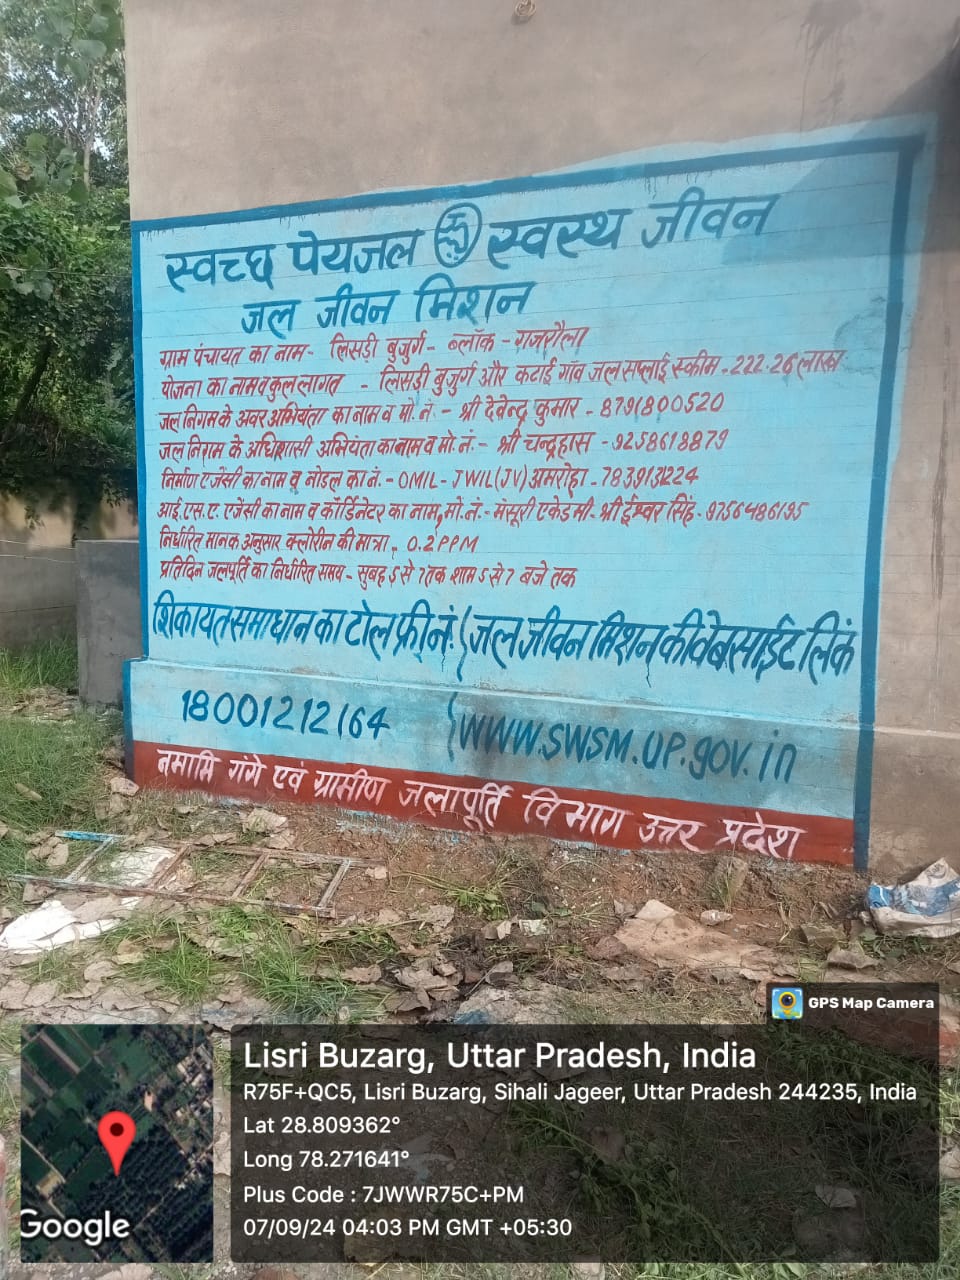 स्वच्छ पेयजल स्वस्थ जीवन
जल जीवन मिशन
ग्राम पंचायत का नाम - लिसड़ी बुजुर्ग - ब्लॉक - गजरौला
योजना का नाम व कुल लागत - लिसड़ी बुजुर्ग और कटाई गांव जल सप्लाई स्कीम - 222.26 लाख
जल निगम के अवर अभियंता का नाम व मो. नं - श्री देवेन्द्र कुमार - 8791800520
जल निगम के अधिशासी अभियंता का नाम व मो. नं. - श्री चन्द्रहास - 9258618879
निर्माण एजेंसी का नाम व नोडल का नं. - OMIL - JWIL (JV) अमरोहा -
आई. एस. ए. एजेंसी का नाम व कॉर्डिनेटर का नाम, मो. नं. - मंसूरी एकेडमी - श्री ईश्वर सिंह - 9756486195
निर्धारित मानक अनुसार क्लोरीन की मात्रा - 0.2 PPM
प्रतिदिन जलपूर्ति का निर्धारित समय - सुबह 5 से 7 तक शाम 5 से 7 बजे तक
शिकायत समाधान का टोल फ्री नं. ( जल जीवन मिशन की वेबसाईट लिंक
18001212164 ( WWW.SWSM.UP.gov.in
नमामि गंगे एवं ग्रामीण जलापूर्ति विभाग उत्तर प्रदेश
GPS Map Camera
Lisri Buzarg, Uttar Pradesh, India
R75F+QC5, Lisri Buzarg, Sihali Jageer, Uttar Pradesh 244235, India
Lat 28.809362°
Long 78.271641°
Plus Code : 7JWWR75C+PM
07/09/24 04:03 PM GMT +05:30
Google